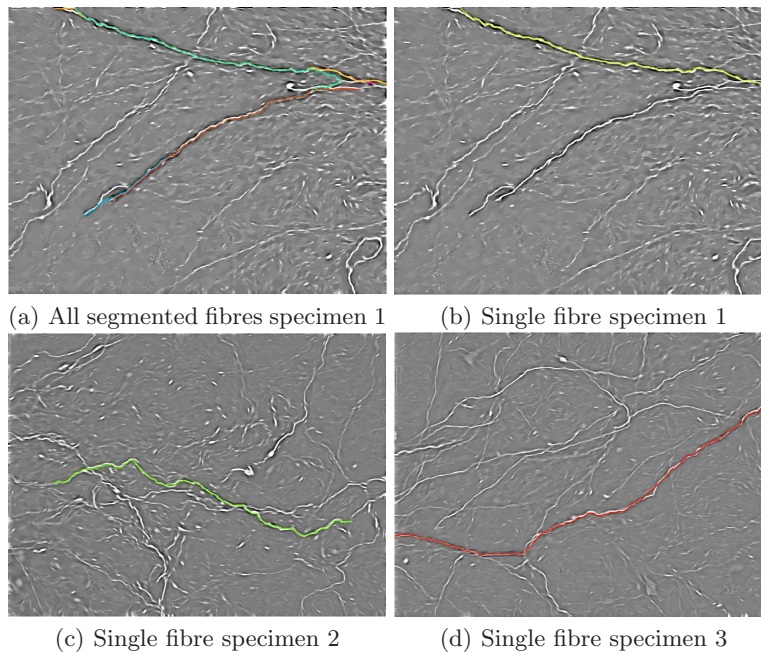 (a) All segmented fibres specimen 1
(b) Single fibre specimen 1
(c) Single fibre specimen 2
(d) Single fibre specimen 3